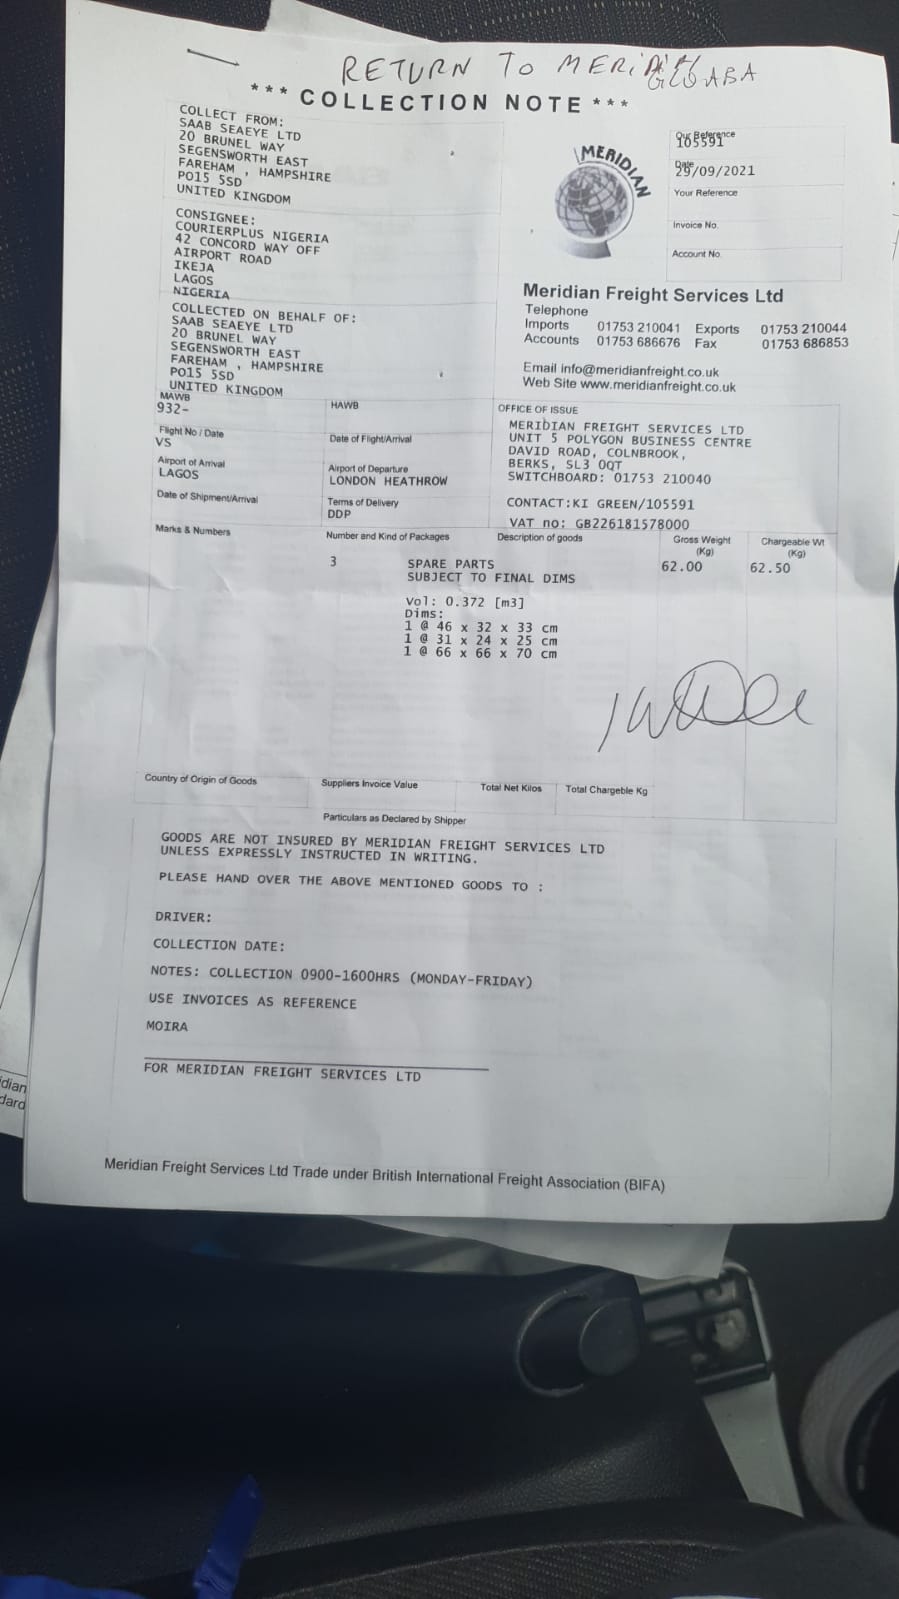 RETURN TO MERIDIAN
*** COLLECTION NOTE ***
COLLECT FROM:
SAAB SEAEYE LTD
20 BRUNEL WAY
SEGENSWORTH EAST
FAREHAM , HAMPSHIRE
PO15 5SD
UNITED KINGDOM
CONSIGNEE:
COURIERPLUS NIGERIA
42 CONCORD WAY OFF
AIRPORT ROAD
IKEJA
LAGOS
NIGERIA
COLLECTED ON BEHALF OF:
SAAB SEAEYE LTD
20 BRUNEL WAY
SEGENSWORTH EAST
FAREHAM , HAMPSHIRE
PO15 5SD
UNITED KINGDOM
MERIDIAN
Our Reference
105591
Date
29/09/2021
Your Reference
Invoice No.
Account No.
Meridian Freight Services Ltd
Telephone
Imports 01753 210041 Exports 01753 210044
Accounts 01753 686676 Fax 01753 686853
Email info@meridianfreight.co.uk
Web Site www.meridianfreight.co.uk
MAWB
932-
HAWB
Flight No / Date
VS
Date of Flight/Arrival
Airport of Arrival
LAGOS
Airport of Departure
LONDON HEATHROW
Date of Shipment/Arrival
Terms of Delivery
DDP
OFFICE OF ISSUE
MERIDIAN FREIGHT SERVICES LTD
UNIT 5 POLYGON BUSINESS CENTRE
DAVID ROAD, COLNBROOK,
BERKS, SL3 0QT
SWITCHBOARD: 01753 210040
CONTACT:KI GREEN/105591
VAT no: GB226181578000
Marks & Numbers
Number and Kind of Packages
Description of goods
Gross Weight (Kg)
Chargeable Wt (Kg)
3 SPARE PARTS 62.00 62.50
SUBJECT TO FINAL DIMS
Vol: 0.372 [m3]
Dims:
1 @ 46 x 32 x 33 cm
1 @ 31 x 24 x 25 cm
1 @ 66 x 66 x 70 cm
Country of Origin of Goods
Suppliers Invoice Value
Total Net Kilos
Total Chargeble Kg
Particulars as Declared by Shipper
GOODS ARE NOT INSURED BY MERIDIAN FREIGHT SERVICES LTD
UNLESS EXPRESSLY INSTRUCTED IN WRITING.
PLEASE HAND OVER THE ABOVE MENTIONED GOODS TO :
DRIVER:
COLLECTION DATE:
NOTES: COLLECTION 0900-1600HRS (MONDAY-FRIDAY)
USE INVOICES AS REFERENCE
MOIRA
FOR MERIDIAN FREIGHT SERVICES LTD
Meridian Freight Services Ltd Trade under British International Freight Association (BIFA)